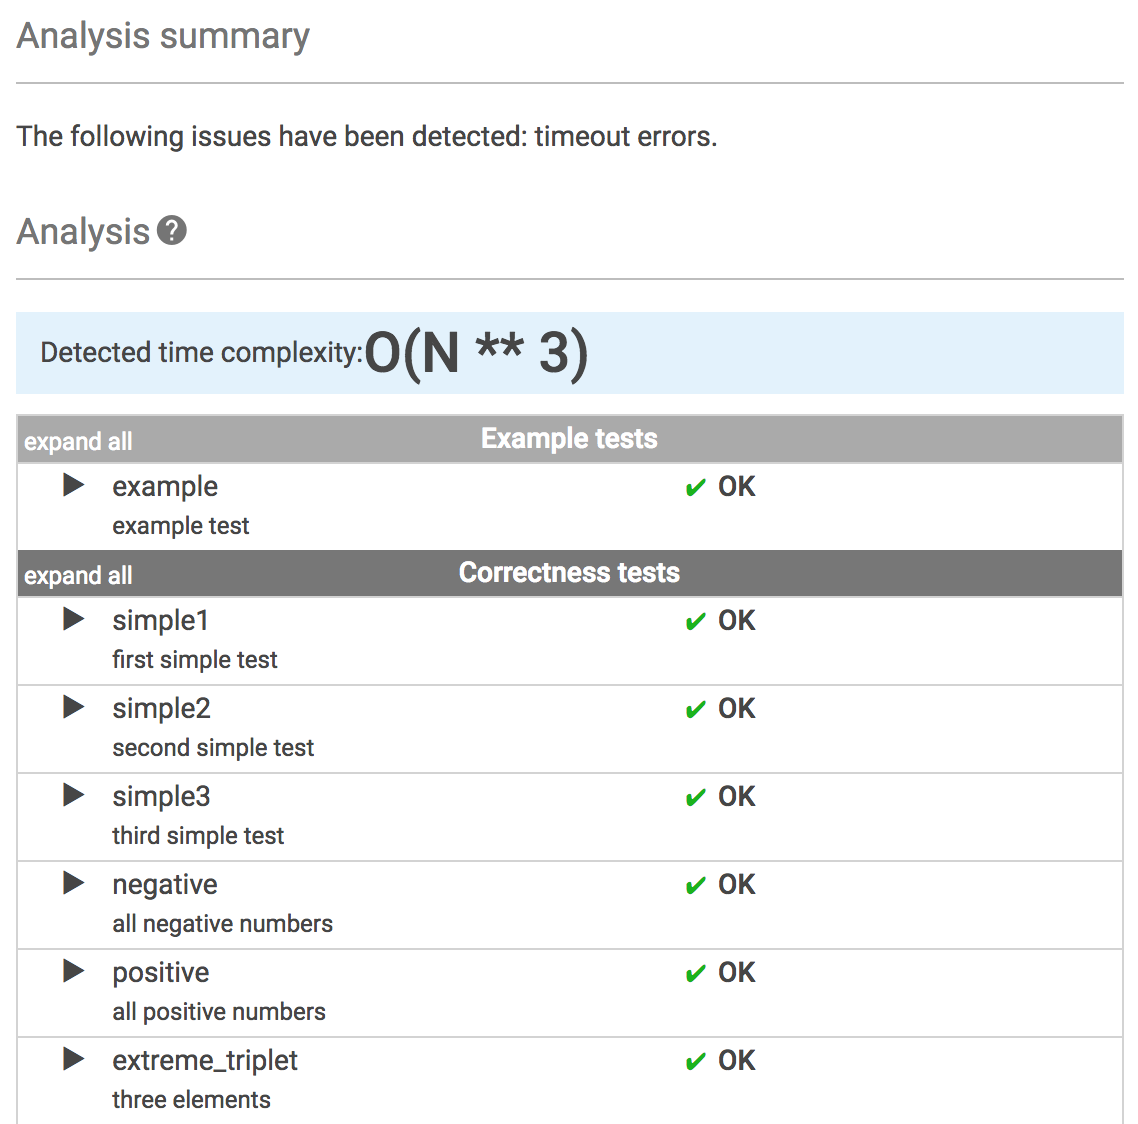 Analysis summary
The following issues have been detected: timeout errors.
Analysis ?
Detected time complexity: O(N ** 3)
expand all Example tests
example ✔ OK
example test
expand all Correctness tests
simple1 ✔ OK
first simple test
simple2 ✔ OK
second simple test
simple3 ✔ OK
third simple test
negative ✔ OK
all negative numbers
positive ✔ OK
all positive numbers
extreme_triplet ✔ OK
three elements